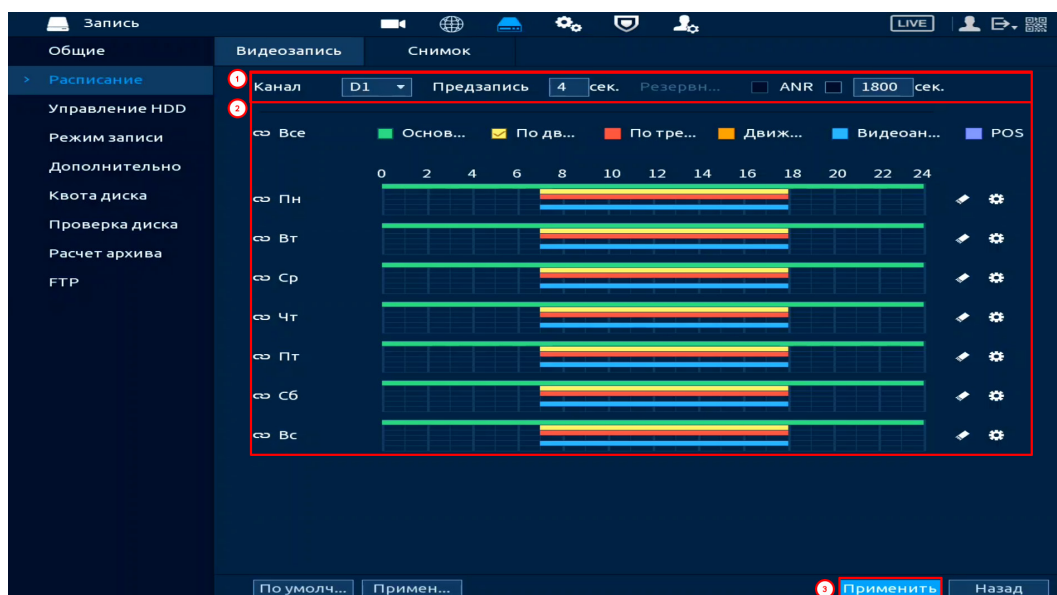 Запись LIVE
Общие Видеозапись Снимок
> Расписание
1 Канал D1 Предзапись 4 сек. Резервн... ANR 1800 сек.
Управление HDD
2
Все Основ... По дв... По тре... Движ... Видеоан... POS
Режим записи
Дополнительно
0 2 4 6 8 10 12 14 16 18 20 22 24
Квота диска
Пн
Проверка диска
Вт
Расчет архива
FTP
Ср
Чт
Пт
Сб
Вс
По умолч... Примен... 3 Применить Назад